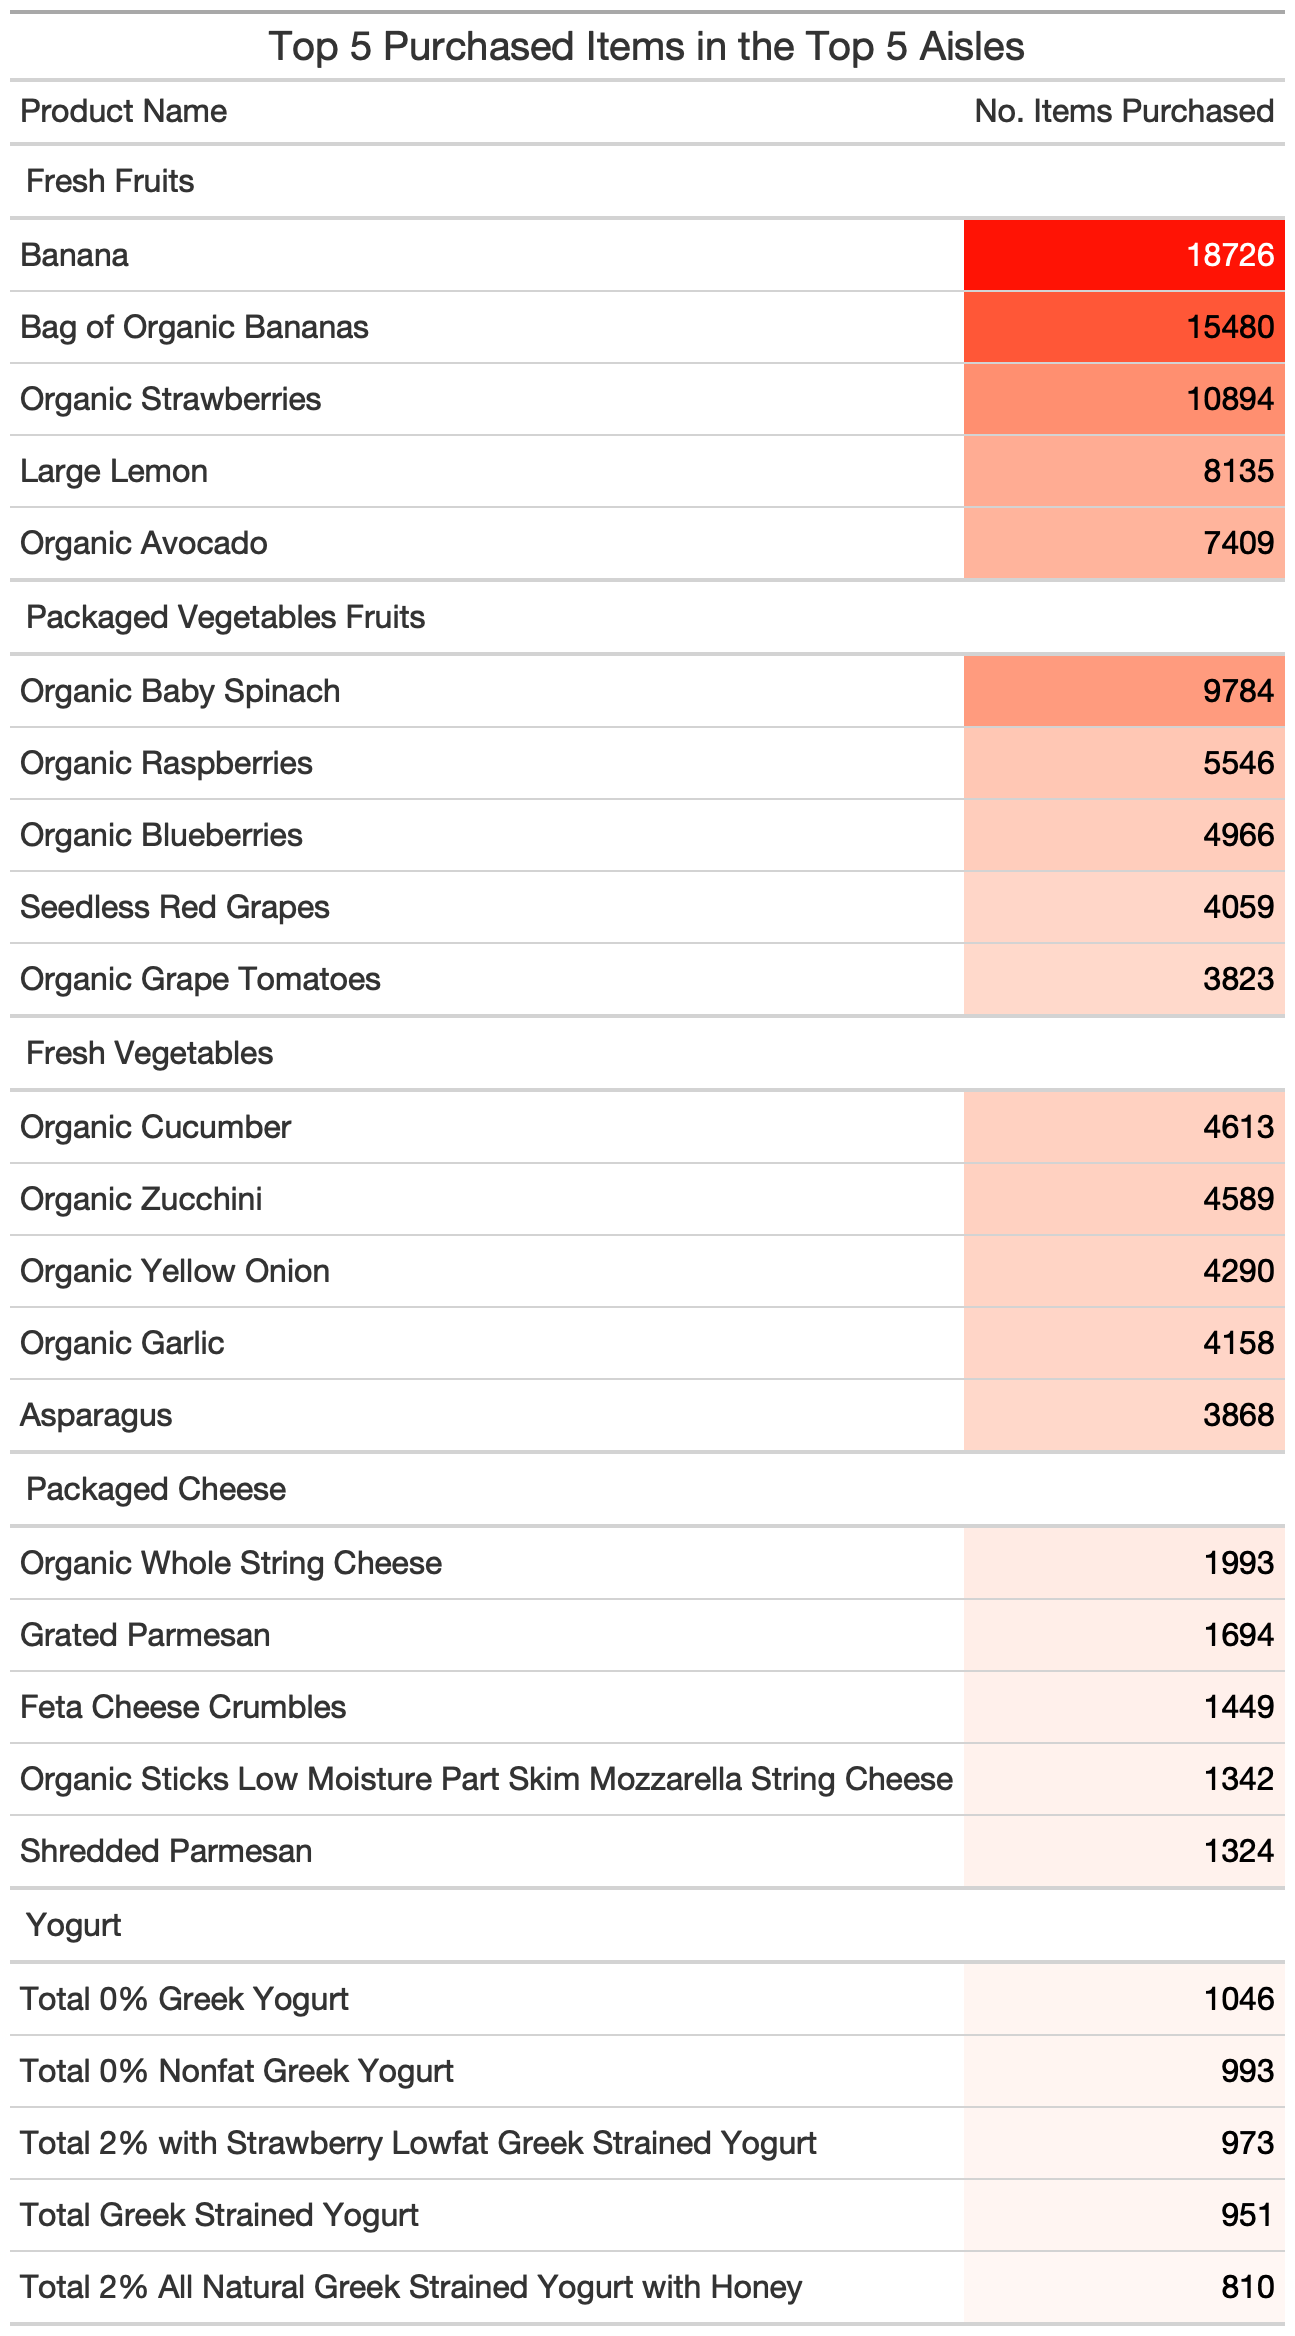 Top 5 Purchased Items in the Top 5 Aisles
Product Name No. Items Purchased
Fresh Fruits
Banana 18726
Bag of Organic Bananas 15480
Organic Strawberries 10894
Large Lemon 8135
Organic Avocado 7409
Packaged Vegetables Fruits
Organic Baby Spinach 9784
Organic Raspberries 5546
Organic Blueberries 4966
Seedless Red Grapes 4059
Organic Grape Tomatoes 3823
Fresh Vegetables
Organic Cucumber 4613
Organic Zucchini 4589
Organic Yellow Onion 4290
Organic Garlic 4158
Asparagus 3868
Packaged Cheese
Organic Whole String Cheese 1993
Grated Parmesan 1694
Feta Cheese Crumbles 1449
Organic Sticks Low Moisture Part Skim Mozzarella String Cheese 1342
Shredded Parmesan 1324
Yogurt
Total 0% Greek Yogurt 1046
Total 0% Nonfat Greek Yogurt 993
Total 2% with Strawberry Lowfat Greek Strained Yogurt 973
Total Greek Strained Yogurt 951
Total 2% All Natural Greek Strained Yogurt with Honey 810